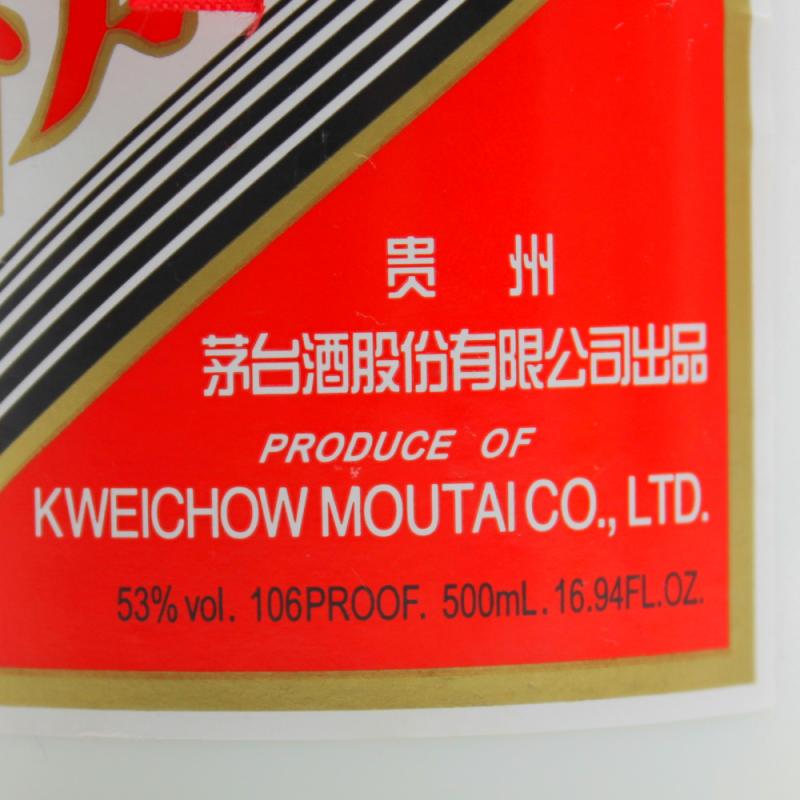 贵州
茅台酒股份有限公司出品
PRODUCE OF
KWEICHOW MOUTAI CO., LTD.
53% vol. 106PROOF. 500mL. 16.94FL.OZ.